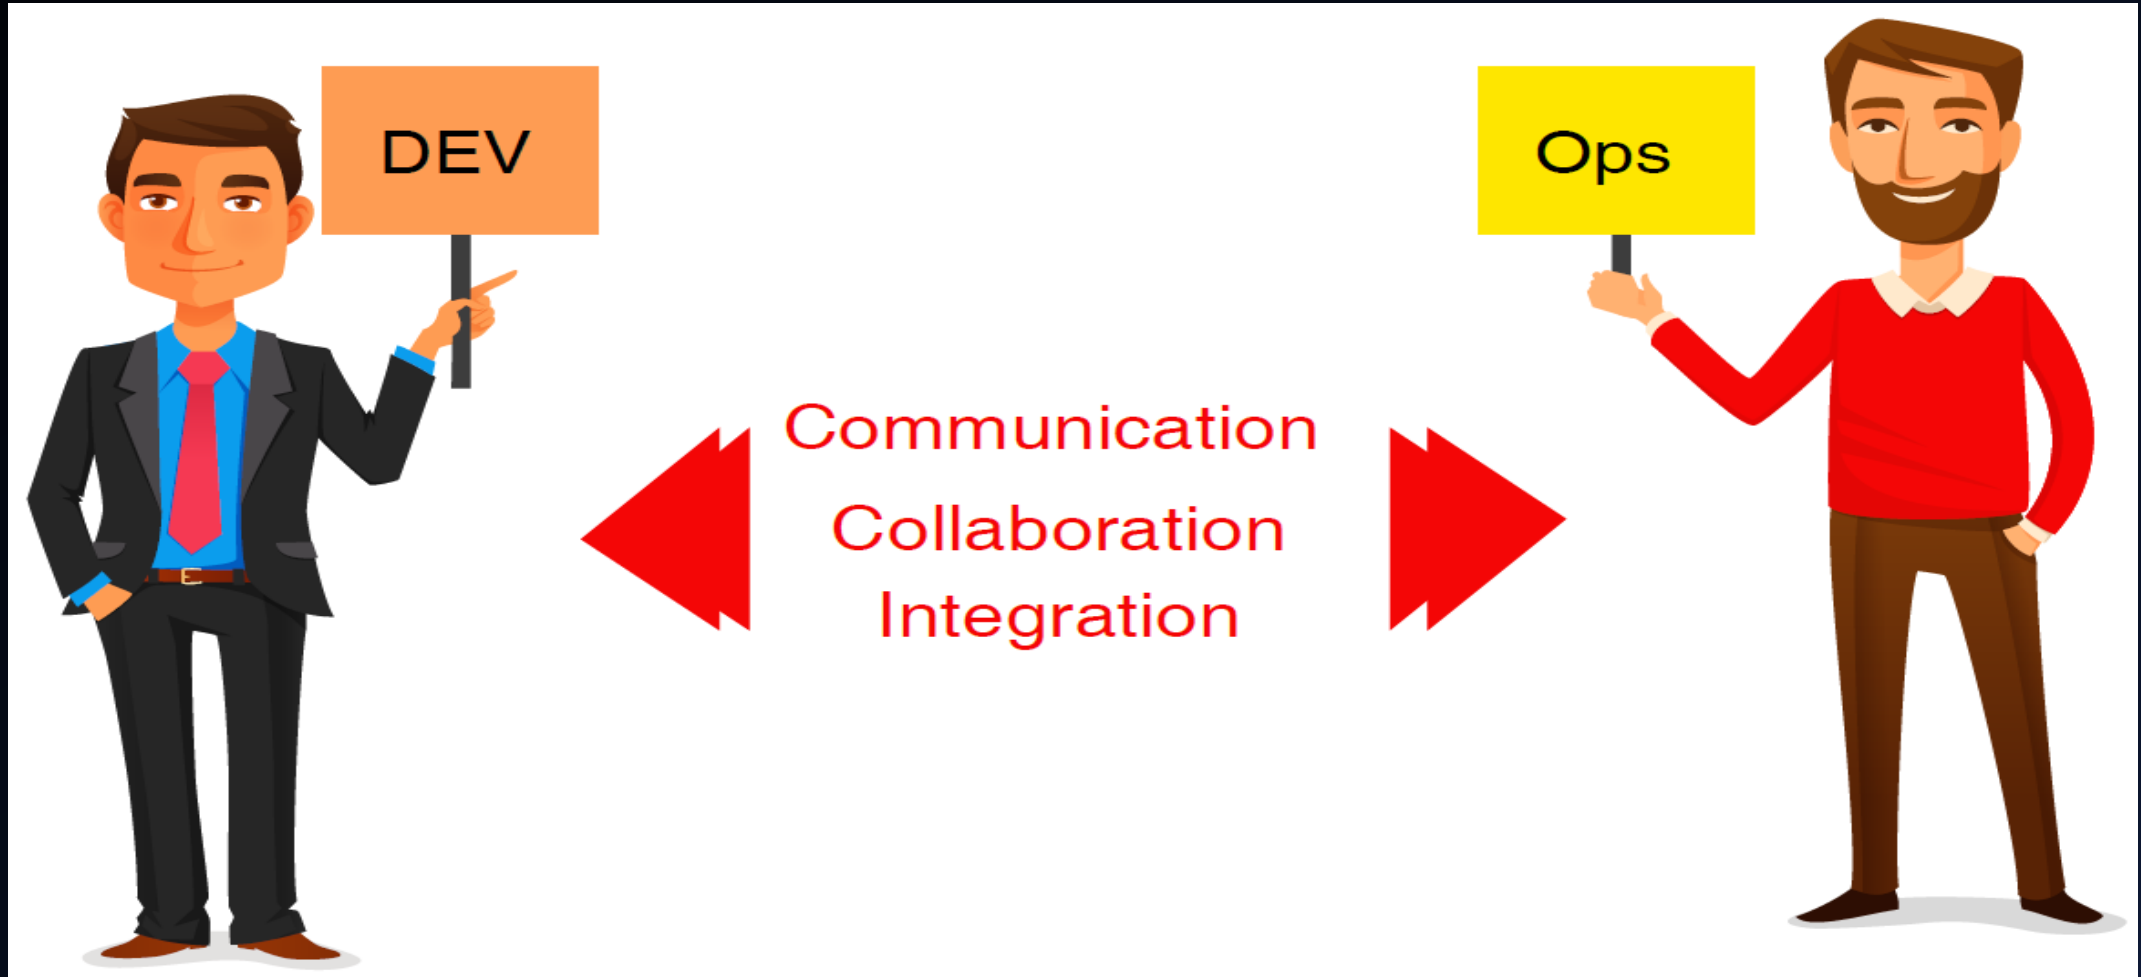 DEV
Ops
Communication
Collaboration
Integration